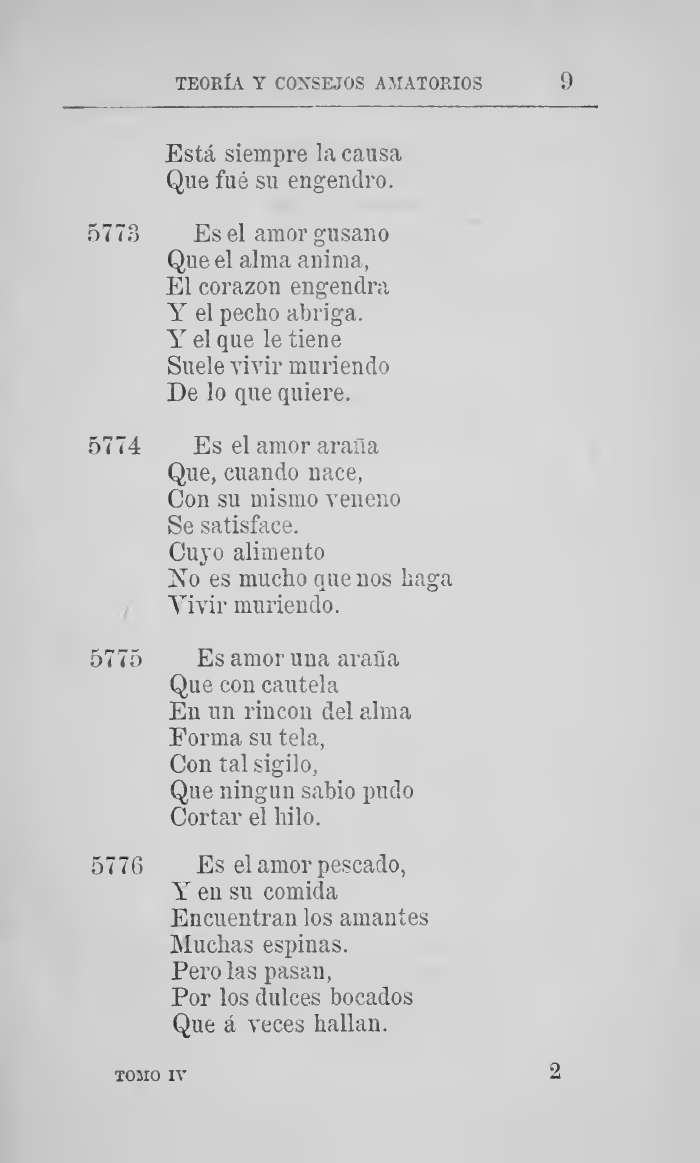 TEORÍA Y CONSEJOS AMATORIOS 9
Está siempre la causa
Que fué su engendro.
5773 Es el amor gusano
Que el alma anima,
El corazon engendra
Y el pecho abriga.
Y el que le tiene
Suele vivir muriendo
De lo que quiere.
5774 Es el amor araña
Que, cuando nace,
Con su mismo veneno
Se satisface.
Cuyo alimento
No es mucho que nos haga
Vivir muriendo.
5775 Es amor una araña
Que con cautela
En un rincon del alma
Forma su tela,
Con tal sigilo,
Que ningun sabio pudo
Cortar el hilo.
5776 Es el amor pescado,
Y en su comida
Encuentran los amantes
Muchas espinas.
Pero las pasan,
Por los dulces bocados
Que á veces hallan.
TOMO IV 2